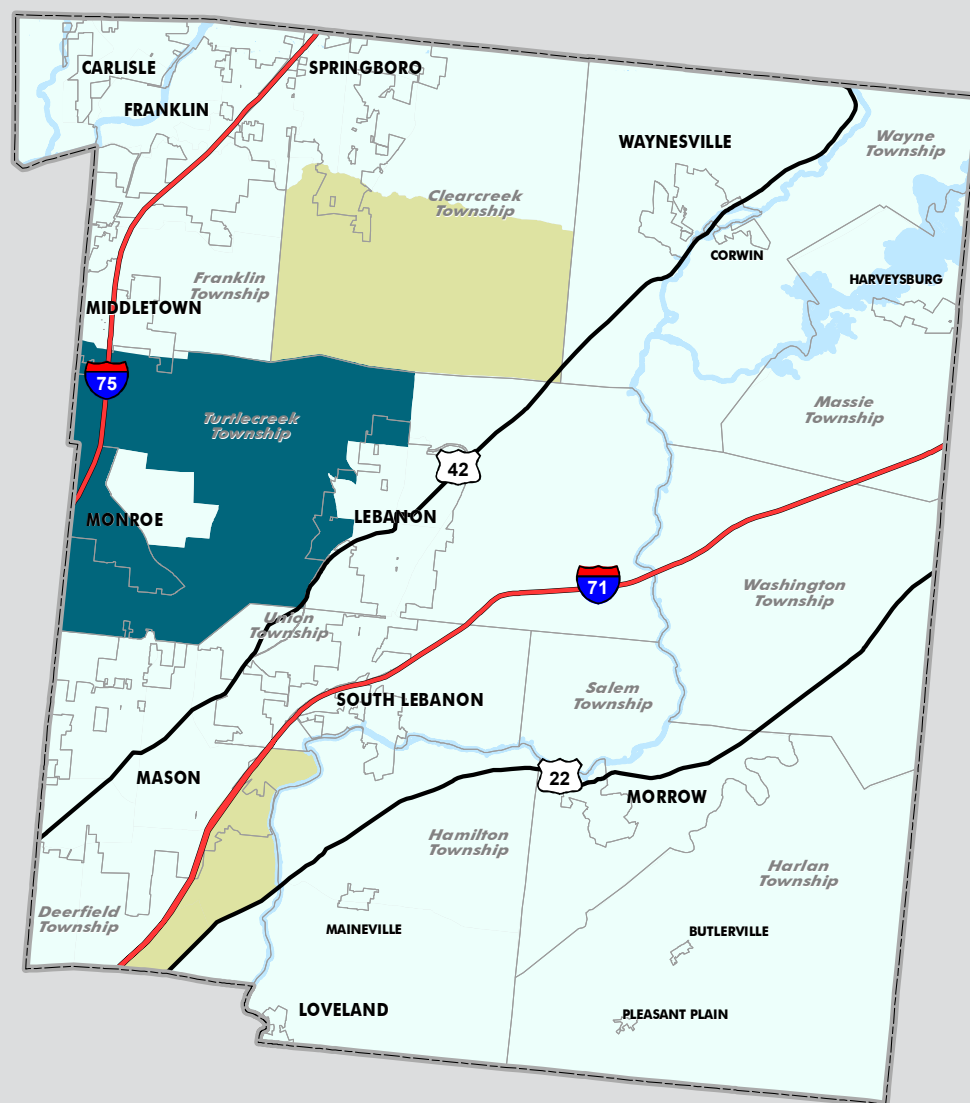 CARLISLE
SPRINGBORO
FRANKLIN
WAYNESVILLE
Wayne
Township
Clearcreek
Township
CORWIN
Franklin
Township
HARVEYSBURG
MIDDLETOWN
75
Turtlecreek
Township
Massie
Township
42
MONROE
LEBANON
71
Washington
Township
Union
Township
SOUTH LEBANON
Salem
Township
MASON
22
MORROW
Hamilton
Township
Harlan
Township
Deerfield
Township
MAINEVILLE
BUTLERVILLE
LOVELAND
PLEASANT PLAIN